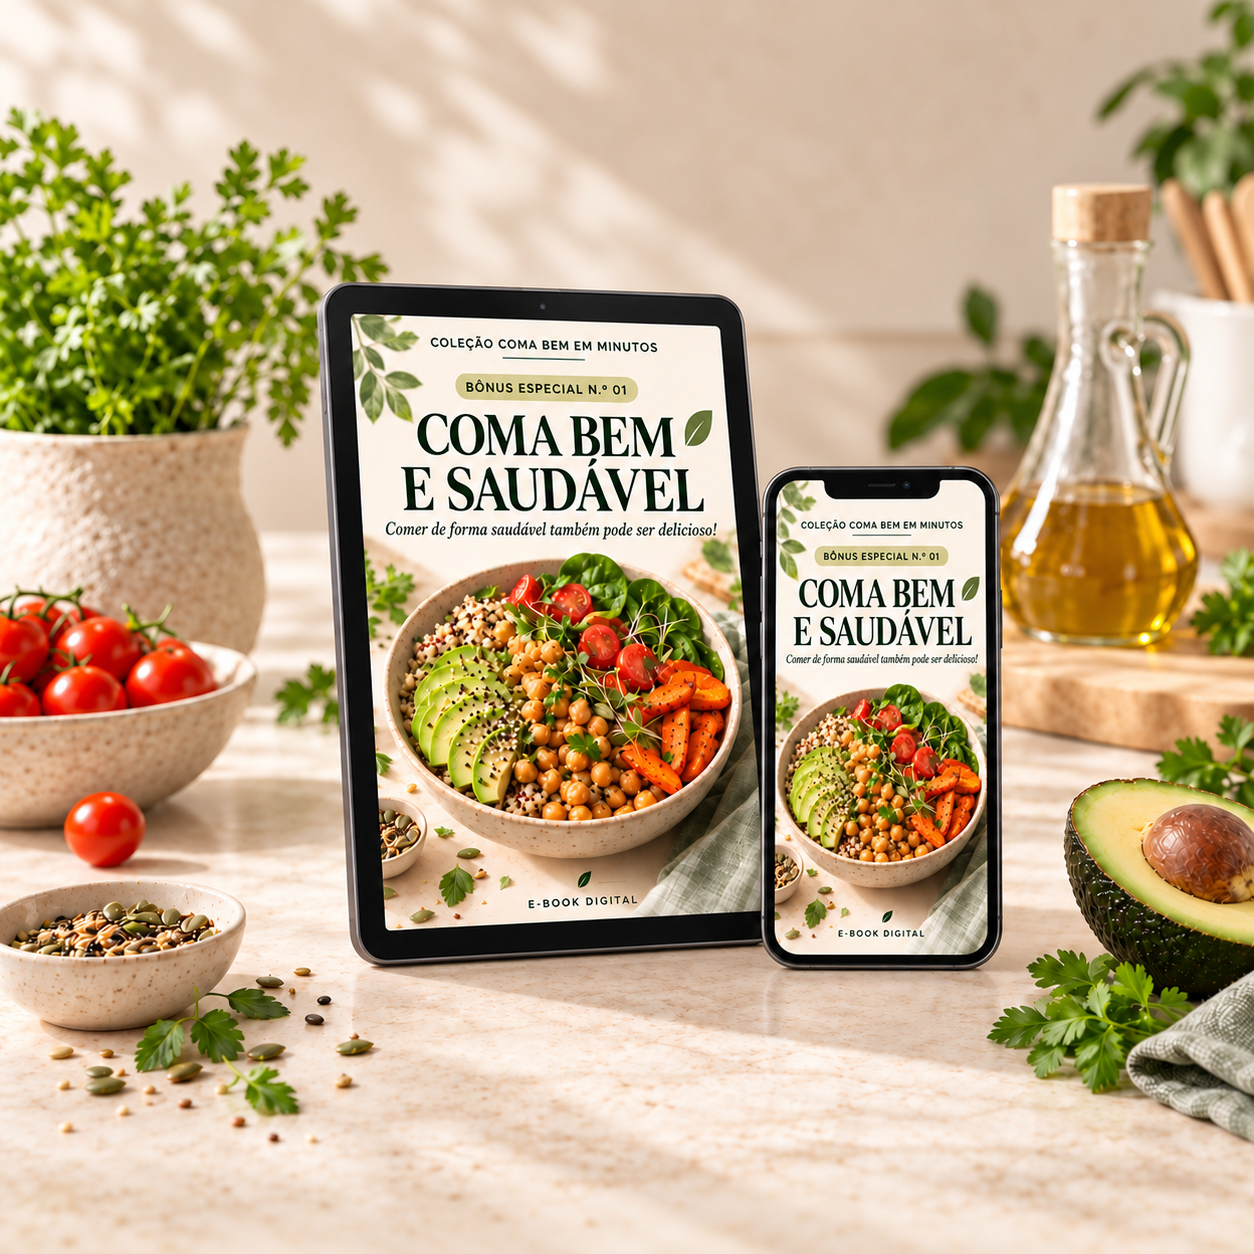 COLEÇÃO COMA BEM EM MINUTOS
BÔNUS ESPECIAL N.º 01
COMA BEM
E SAUDÁVEL
Comer de forma saudável também pode ser delicioso!
E-BOOK DIGITAL
COLEÇÃO COMA BEM EM MINUTOS
BÔNUS ESPECIAL N.º 01
COMA BEM
E SAUDÁVEL
Comer de forma saudável também pode ser delicioso!
E-BOOK DIGITAL